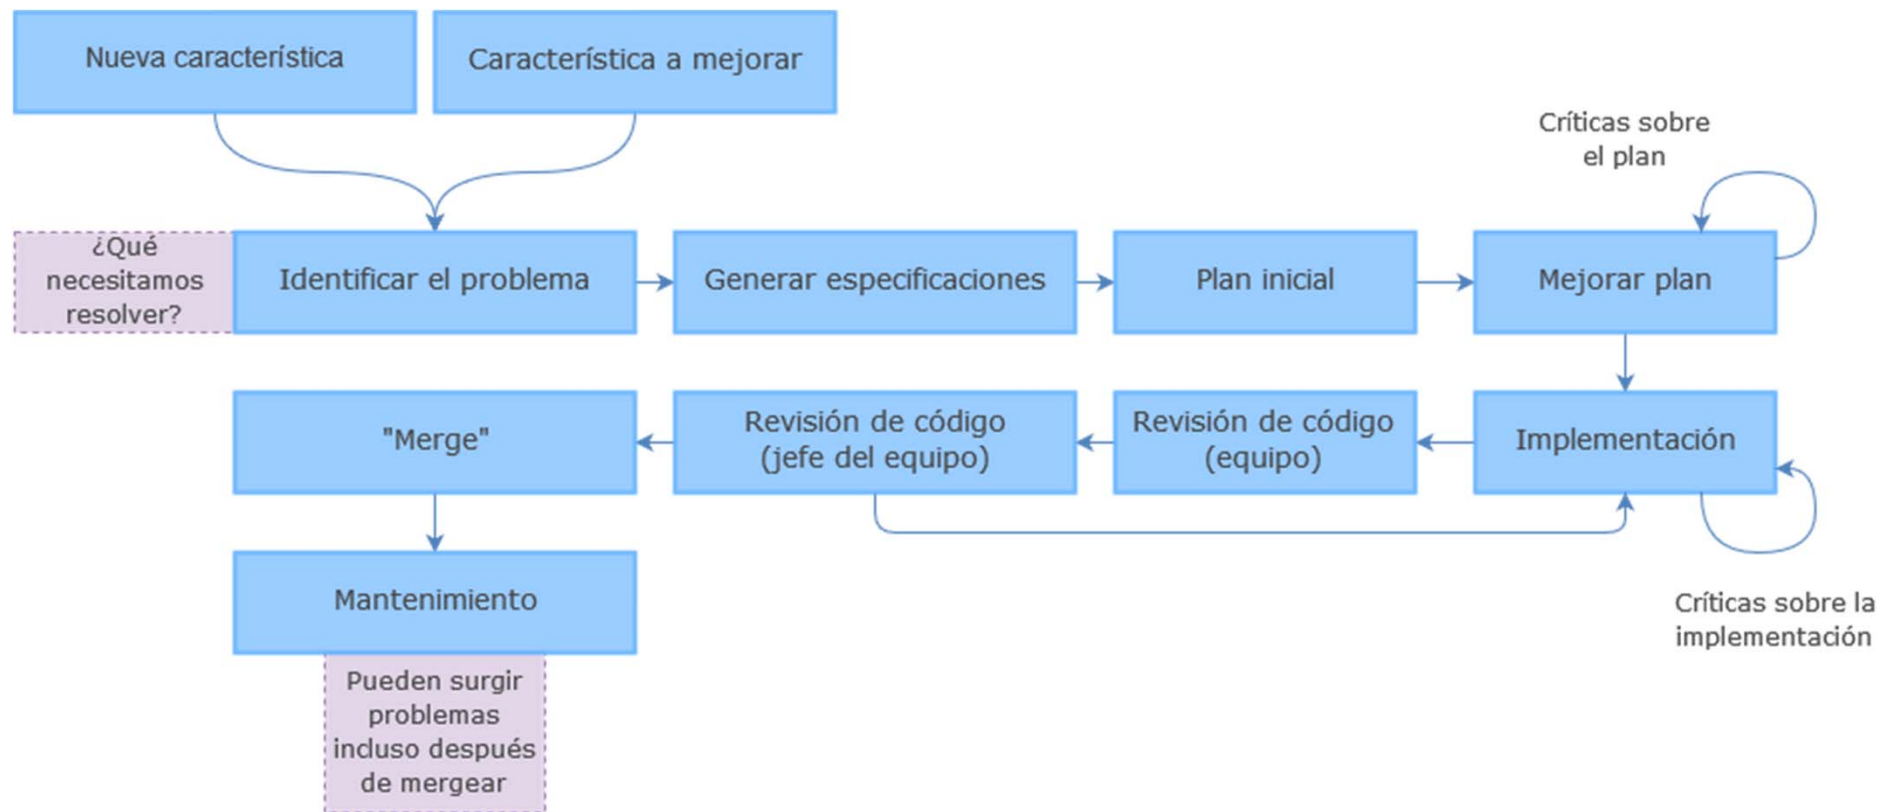 Nueva característica
Característica a mejorar
Críticas sobre
el plan
¿Qué
necesitamos
resolver?
Identificar el problema
Generar especificaciones
Plan inicial
Mejorar plan
"Merge"
Revisión de código
(jefe del equipo)
Revisión de código
(equipo)
Implementación
Mantenimiento
Críticas sobre la
implementación
Pueden surgir
problemas
incluso después
de mergear